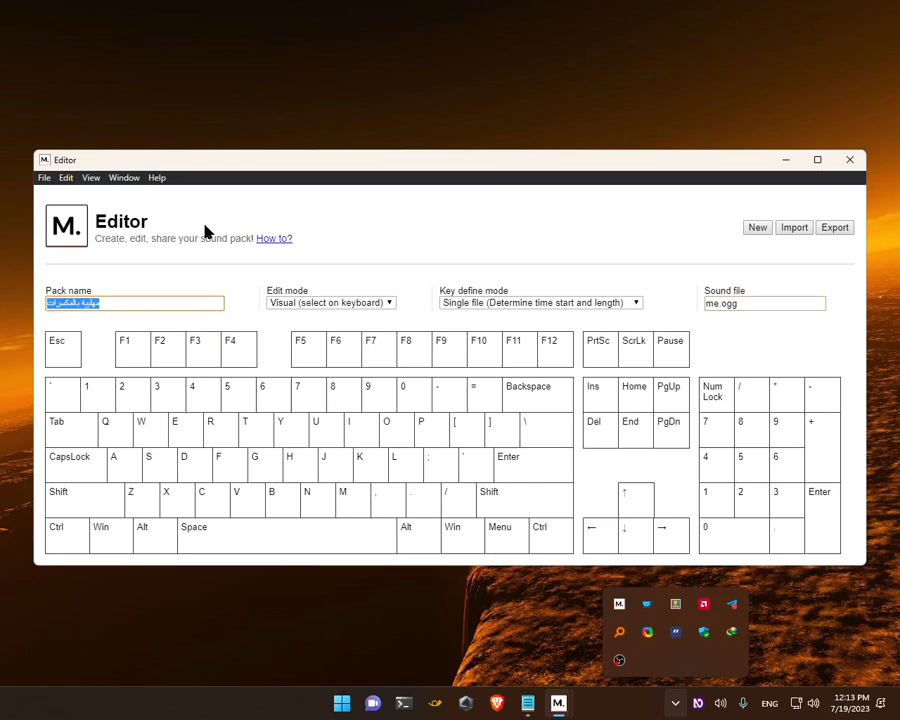 M. Editor
File Edit View Window Help
M.
Editor
Create, edit, share your sound pack! How to?
New Import Export
Pack name Edit mode Key define mode Sound file
مهلبية بالمكسرات Visual (select on keyboard) Single file (Determine time start and length) me.ogg
Esc F1 F2 F3 F4 F5 F6 F7 F8 F9 F10 F11 F12 PrtSc ScrLk Pause
` 1 2 3 4 5 6 7 8 9 0 - = Backspace Ins Home PgUp Num Lock / * -
Tab Q W E R T Y U I O P [ ] \ Del End PgDn 7 8 9 +
CapsLock A S D F G H J K L ; ' Enter 4 5 6
Shift Z X C V B N M , . / Shift ↑ 1 2 3 Enter
Ctrl Win Alt Space Alt Win Menu Ctrl ← ↓ → 0 .
M.
M. ENG 12:13 PM
7/19/2023